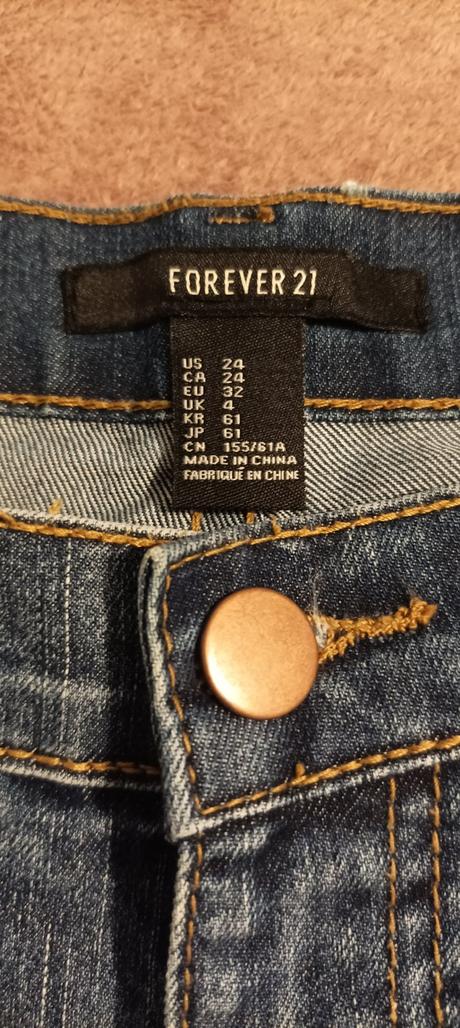 FOREVER 21
US 24
CA 24
EU 32
UK 4
KR 61
JP 61
CN 155/61A
MADE IN CHINA
FABRIQUÉ EN CHINE